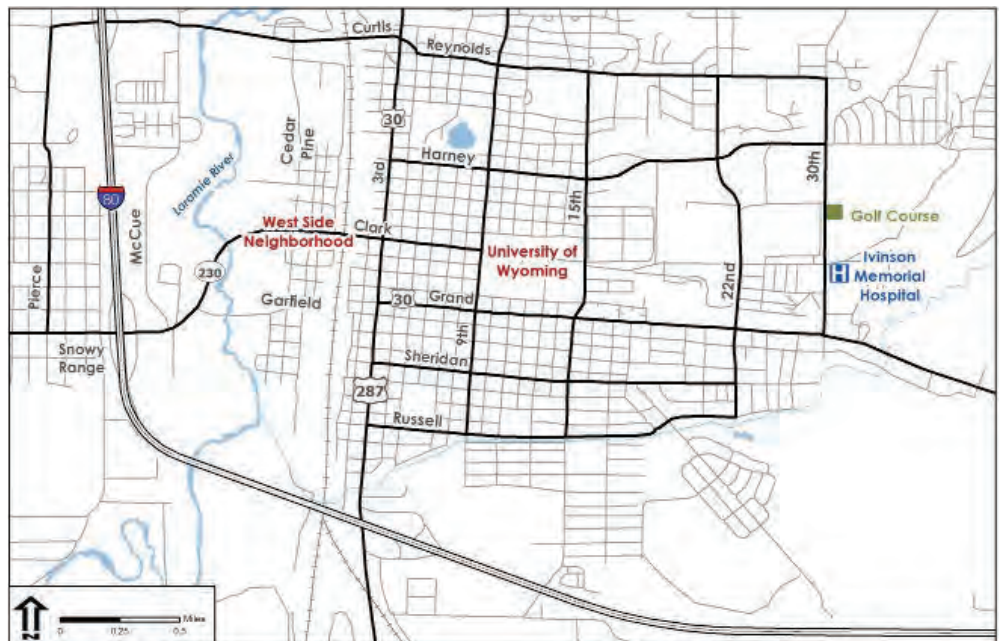 Curtis
Reynolds
30
Cedar
Pine
Harney
3rd
30th
15th
80
McCue
Laramie River
West Side
Neighborhood
Clark
Golf Course
University of
Wyoming
Ivinson
Memorial
Hospital
H
230
Pierce
Garfield
30
Grand
22nd
9th
Snowy
Range
Sheridan
287
Russell
N
0
0.25
0.5
Miles